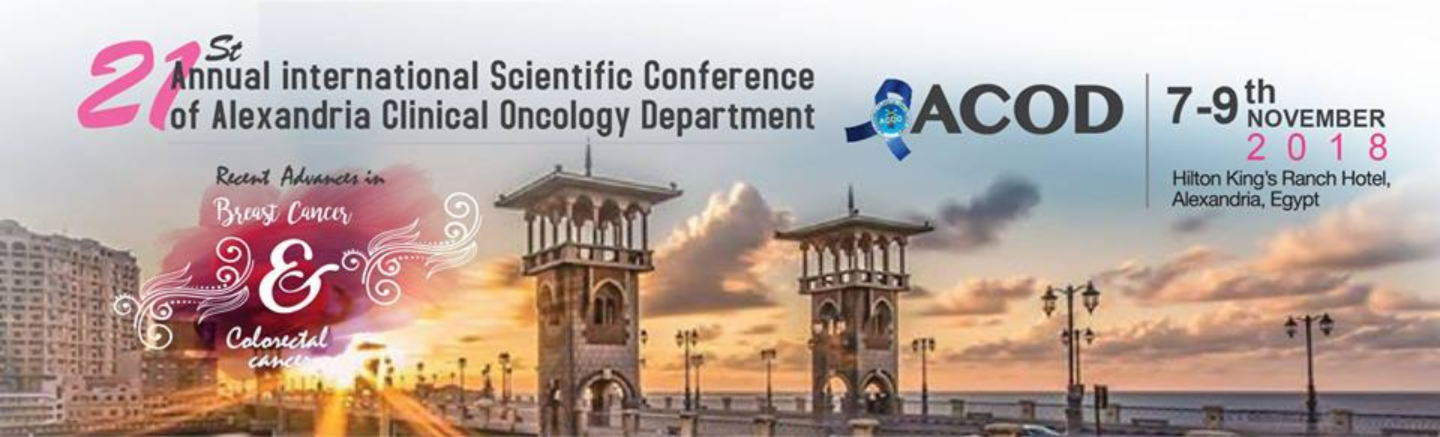 21St
Annual international Scientific Conference
of Alexandria Clinical Oncology Department
Recent Advances in
Breast Cancer
&
Colorectal
cancer
ACOD
ACOD
7-9th
NOVEMBER
2018
Hilton King's Ranch Hotel,
Alexandria, Egypt